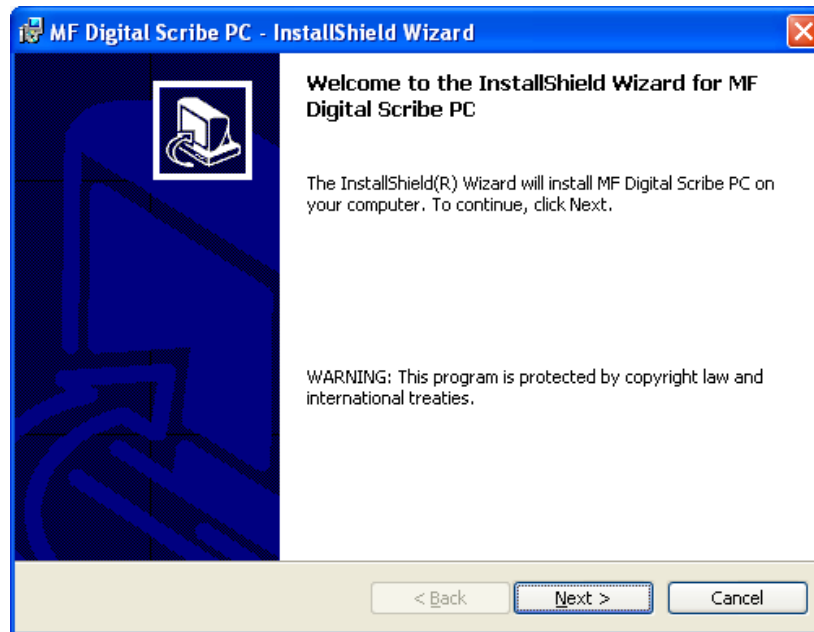 MF Digital Scribe PC - InstallShield Wizard
Welcome to the InstallShield Wizard for MF
Digital Scribe PC
The InstallShield(R) Wizard will install MF Digital Scribe PC on
your computer. To continue, click Next.
WARNING: This program is protected by copyright law and
international treaties.
< Back Next > Cancel